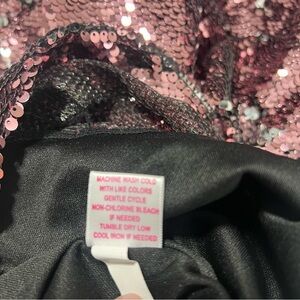 MACHINE WASH COLD
WITH LIKE COLORS
GENTLE CYCLE
NON-CHLORINE BLEACH
IF NEEDED
TUMBLE DRY LOW
COOL IRON IF NEEDED